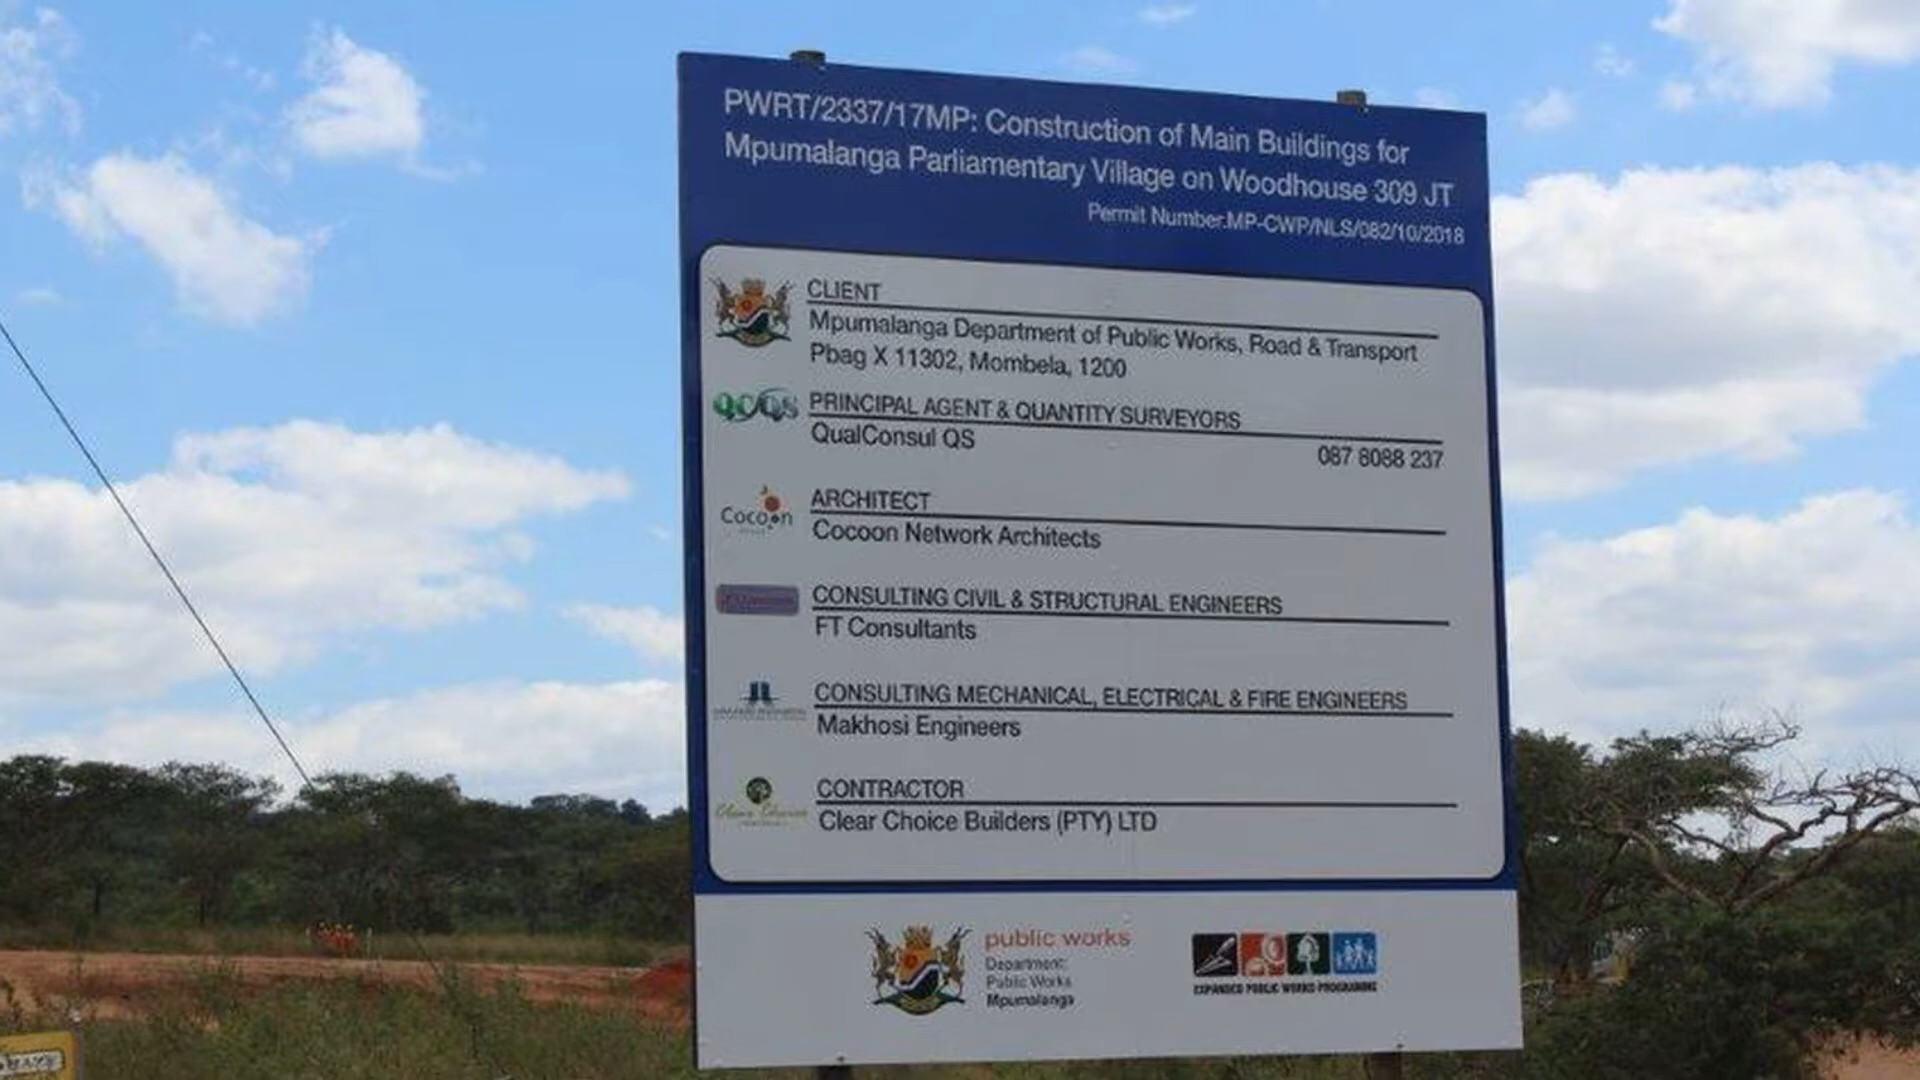 PWRT/2337/17MP: Construction of Main Buildings for
Mpumalanga Parliamentary Village on Woodhouse 309 JT
Permit Number.MP-CWP/NLS/082/10/2018
CLIENT
Mpumalanga Department of Public Works, Road & Transport
Pbag X 11302, Mombela, 1200
QCQS
PRINCIPAL AGENT & QUANTITY SURVEYORS
QualConsul QS
087 8088 237
Cocoon
ARCHITECT
Cocoon Network Architects
CONSULTING CIVIL & STRUCTURAL ENGINEERS
FT Consultants
CONSULTING MECHANICAL, ELECTRICAL & FIRE ENGINEERS
Makhosi Engineers
CONTRACTOR
Clear Choice Builders (PTY) LTD
public works
Department:
Public Works
Mpumalanga
EXPANDED PUBLIC WORKS PROGRAMME